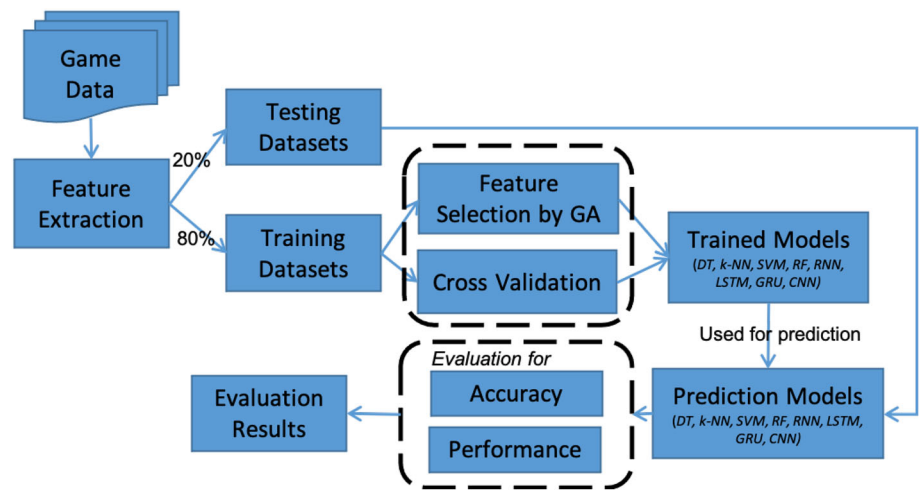 Game
Data
Feature
Extraction
20%
80%
Testing
Datasets
Training
Datasets
Feature
Selection by GA
Cross Validation
Trained Models
(DT, k-NN, SVM, RF, RNN,
LSTM, GRU, CNN)
Used for prediction
Prediction Models
(DT, k-NN, SVM, RF, RNN, LSTM,
GRU, CNN)
Evaluation for
Accuracy
Performance
Evaluation
Results